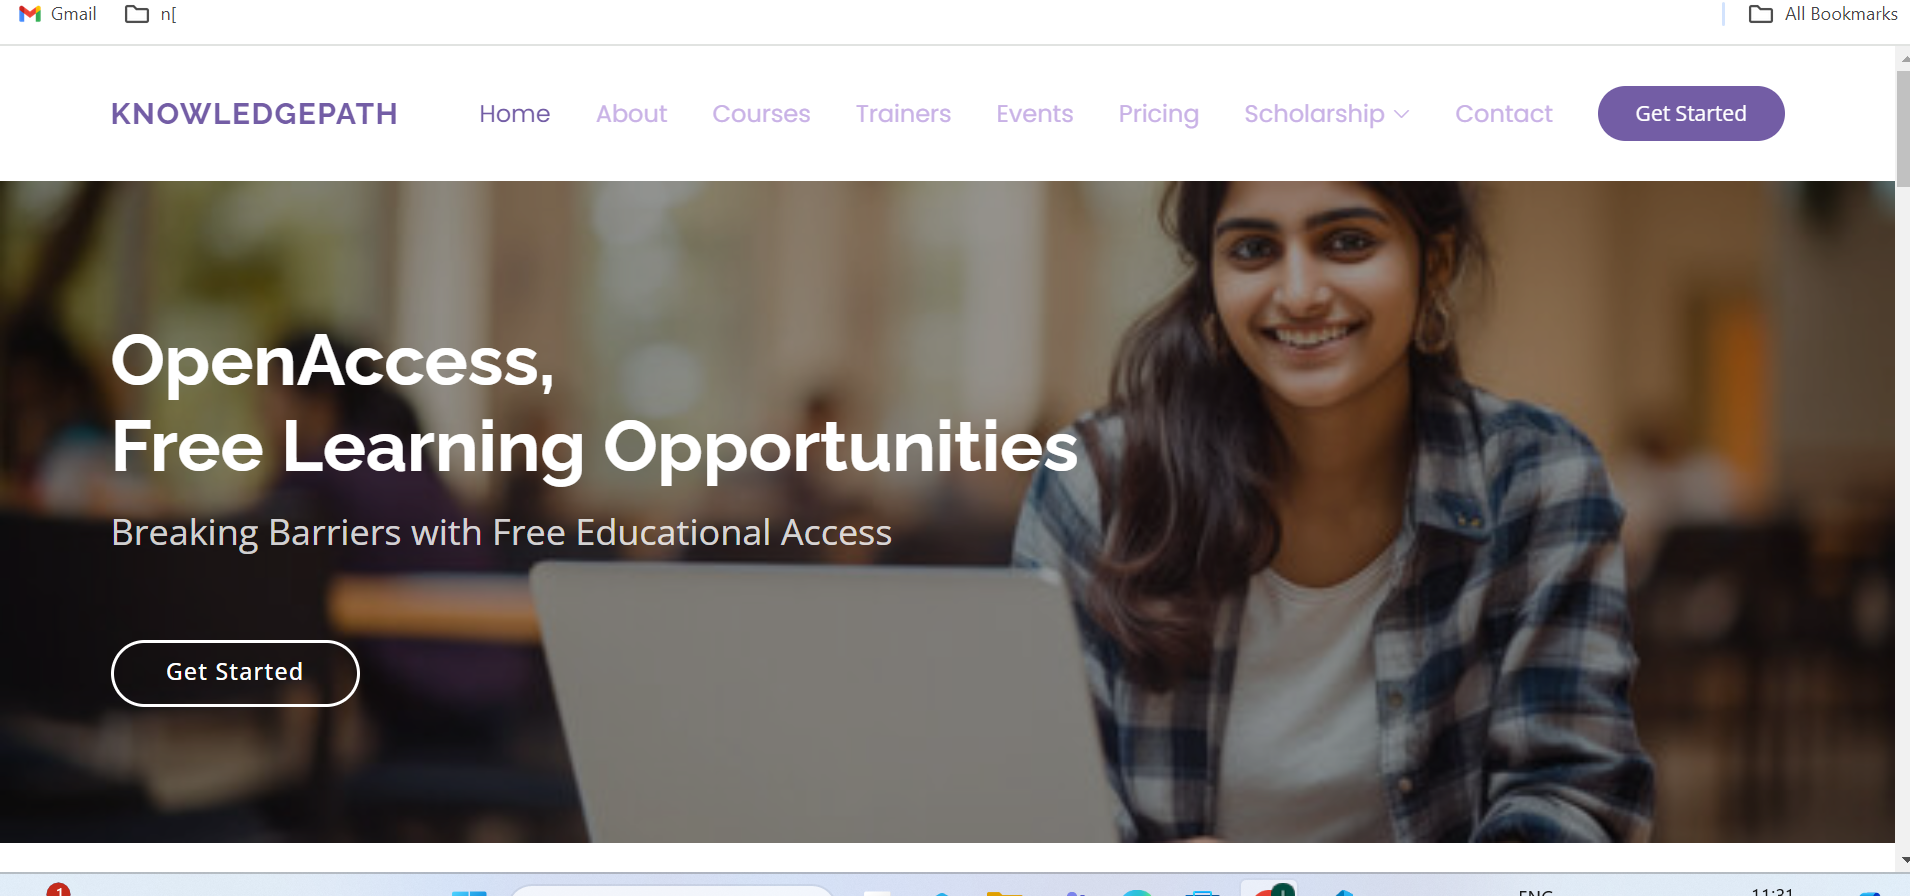 Gmail n[ All Bookmarks
KNOWLEDGEPATH Home About Courses Trainers Events Pricing Scholarship Contact Get Started
OpenAccess,
Free Learning Opportunities
Breaking Barriers with Free Educational Access
Get Started
1 ENG 11:31